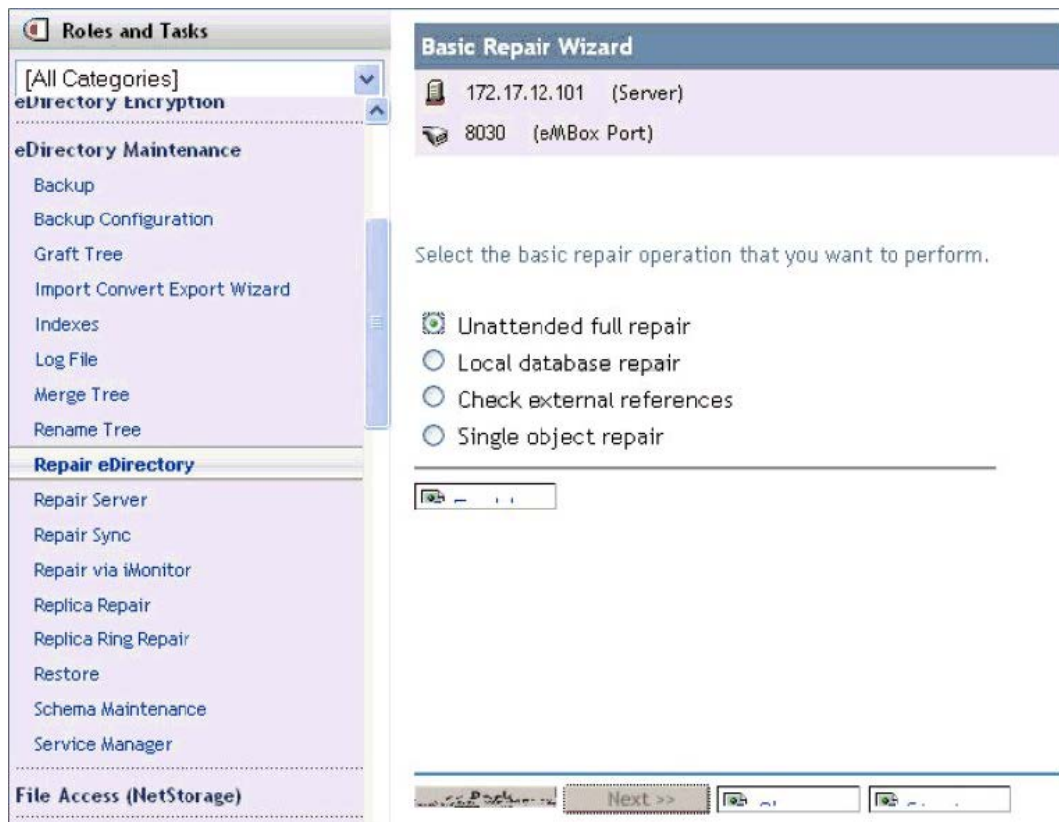 Roles and Tasks
[All Categories]
eDirectory Encryption
eDirectory Maintenance
Backup
Backup Configuration
Graft Tree
Import Convert Export Wizard
Indexes
Log File
Merge Tree
Rename Tree
Repair eDirectory
Repair Server
Repair Sync
Repair via iMonitor
Replica Repair
Replica Ring Repair
Restore
Schema Maintenance
Service Manager
File Access (NetStorage)
Basic Repair Wizard
172.17.12.101 (Server)
8030 (eMBox Port)
Select the basic repair operation that you want to perform.
Unattended full repair
Local database repair
Check external references
Single object repair
Next >>